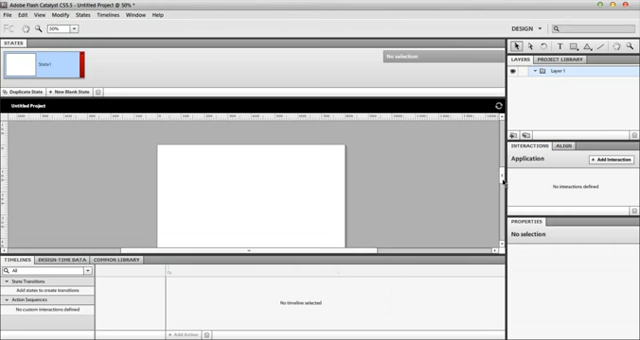 Adobe Flash Catalyst CS5.5 - Untitled Project @ 50% *
File Edit View Modify States Timelines Window Help
50%
DESIGN
STATES
State1
No selection
Duplicate State
+ New Blank State
Untitled Project
LAYERS PROJECT LIBRARY
Layer 1
INTERACTIONS ALIGN
Application
+ Add Interaction
No interactions defined
PROPERTIES
No selection
TIMELINES DESIGN-TIME DATA COMMON LIBRARY
All
State Transitions
Add states to create transitions
Action Sequences
No custom interactions defined
No timeline selected
+ Add Action